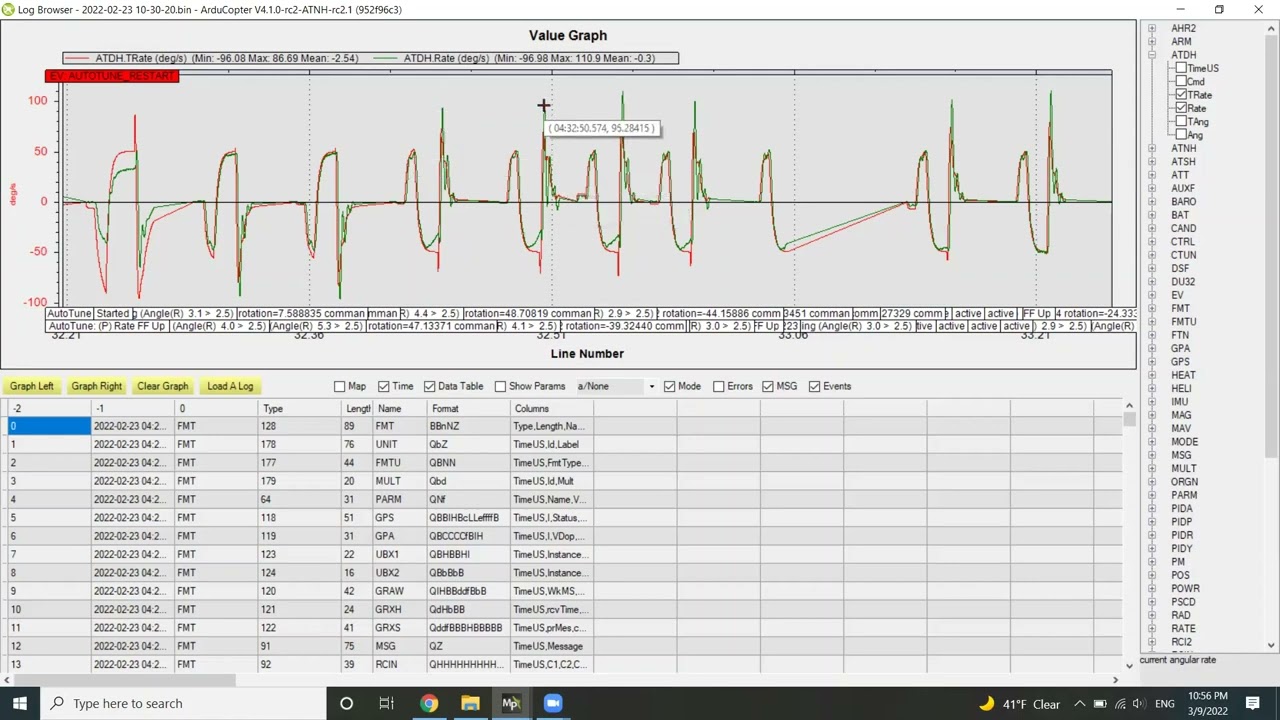 Log Browser - 2022-02-23 10-30-20.bin - ArduCopter V4.1.0-rc2-ATNH-rc2.1 (952f96c3)
Value Graph
ATDH.TRate (deg/s) (Min: -96.08 Max: 86.69 Mean: -2.54) ATDH.Rate (deg/s) (Min: -96.98 Max: 110.9 Mean: -0.3)
EV: AUTOTUNE_RESTART
100
50
0
-50
-100
deg/s
( 04:32:50.574, 95.28415 )
AutoTune Started g (Angle(R) 3.1 > 2.5) rotation=7.588835 comman mman R) 4.4 > 2.5) rotation=48.70819 comman R) 2.9 > 2.5) rotation=-44.15886 comm 3451 comman omm 27329 comm active active FF Up 4 rotation=-24.333
AutoTune: (P) Rate FF Up (Angle(R) 4.0 > 2.5) (Angle(R) 5.3 > 2.5) rotation=47.13371 comman R) 4.1 > 2.5) rotation=-39.32440 comm R) 3.0 > 2.5) FF Up 223 ing (Angle(R) 3.0 > 2.5) tive active active active ) 2.9 > 2.5) (Angle(R)
32.21 32.36 32.51 33.06 33.21
Line Number
Graph Left Graph Right Clear Graph Load A Log Map Time Data Table Show Params a/None Mode Errors MSG Events
-2 -1 0 Type Length Name Format Columns
0 2022-02-23 04:2... FMT 128 89 FMT BBnNZ Type,Length,Na...
1 2022-02-23 04:2... FMT 178 76 UNIT QbZ TimeUS,Id,Label
2 2022-02-23 04:2... FMT 177 44 FMTU QBNN TimeUS,FmtType...
3 2022-02-23 04:2... FMT 179 20 MULT Qbd TimeUS,Id,Mult
4 2022-02-23 04:2... FMT 64 31 PARM QNf TimeUS,Name,V...
5 2022-02-23 04:2... FMT 118 51 GPS QBBIHBcLLeffffB TimeUS,I,Status,...
6 2022-02-23 04:2... FMT 119 31 GPA QBCCCCfBIH TimeUS,I,VDop,...
7 2022-02-23 04:2... FMT 123 22 UBX1 QBHBBHI TimeUS,Instance...
8 2022-02-23 04:2... FMT 124 16 UBX2 QBbBbB TimeUS,Instance...
9 2022-02-23 04:2... FMT 120 42 GRAW QIHBBddfBbB TimeUS,WkMS,...
10 2022-02-23 04:2... FMT 121 24 GRXH QdHbBB TimeUS,rcvTime,...
11 2022-02-23 04:2... FMT 122 41 GRXS QddfBBBHBBBBB TimeUS,prMes,c...
12 2022-02-23 04:2... FMT 91 75 MSG QZ TimeUS,Message
13 2022-02-23 04:2... FMT 92 39 RCIN QHHHHHHHHH... TimeUS,C1,C2,C...
AHR2
ARM
ATDH
TimeUS
Cmd
TRate
Rate
TAng
Ang
ATNH
ATSH
ATT
AUXF
BARO
BAT
CAND
CTRL
CTUN
DSF
DU32
EV
FMT
FMTU
FTN
GPA
GPS
HEAT
HELI
IMU
MAG
MAV
MODE
MSG
MULT
ORGN
PARM
PIDA
PIDP
PIDR
PIDY
PM
POS
POWR
PSCD
RAD
RATE
RCI2
current angular rate
Type here to search
Mp
41°F Clear
ENG
10:56 PM
3/9/2022